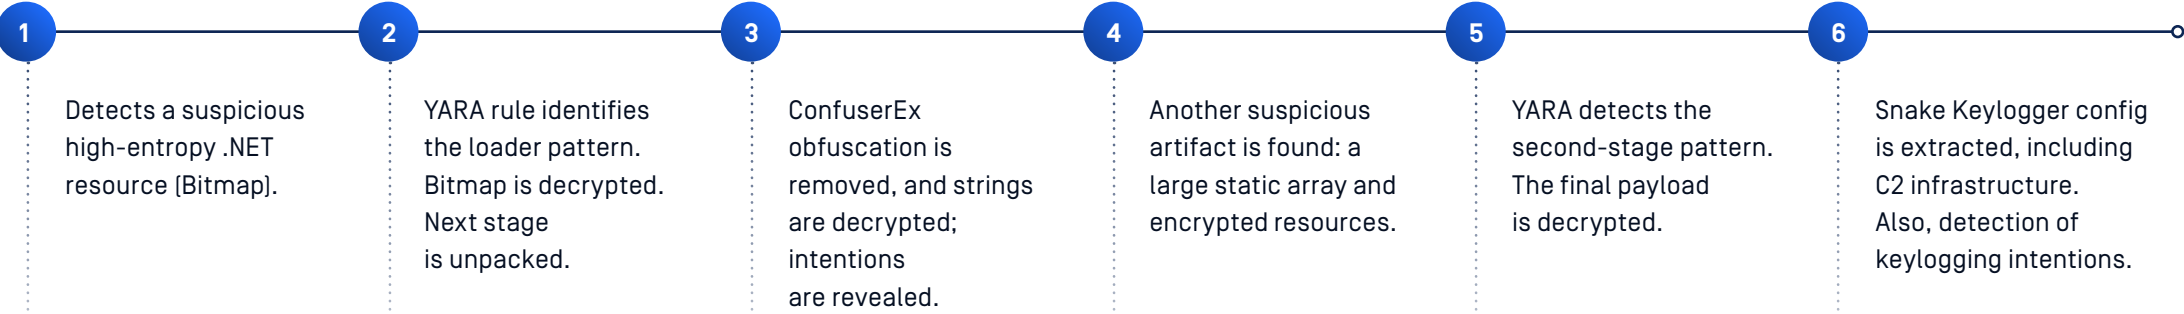 1
Detects a suspicious
high-entropy .NET
resource (Bitmap).
2
YARA rule identifies
the loader pattern.
Bitmap is decrypted.
Next stage
is unpacked.
3
ConfuserEx
obfuscation is
removed, and strings
are decrypted;
intentions
are revealed.
4
Another suspicious
artifact is found: a
large static array and
encrypted resources.
5
YARA detects the
second-stage pattern.
The final payload
is decrypted.
6
Snake Keylogger config
is extracted, including
C2 infrastructure.
Also, detection of
keylogging intentions.